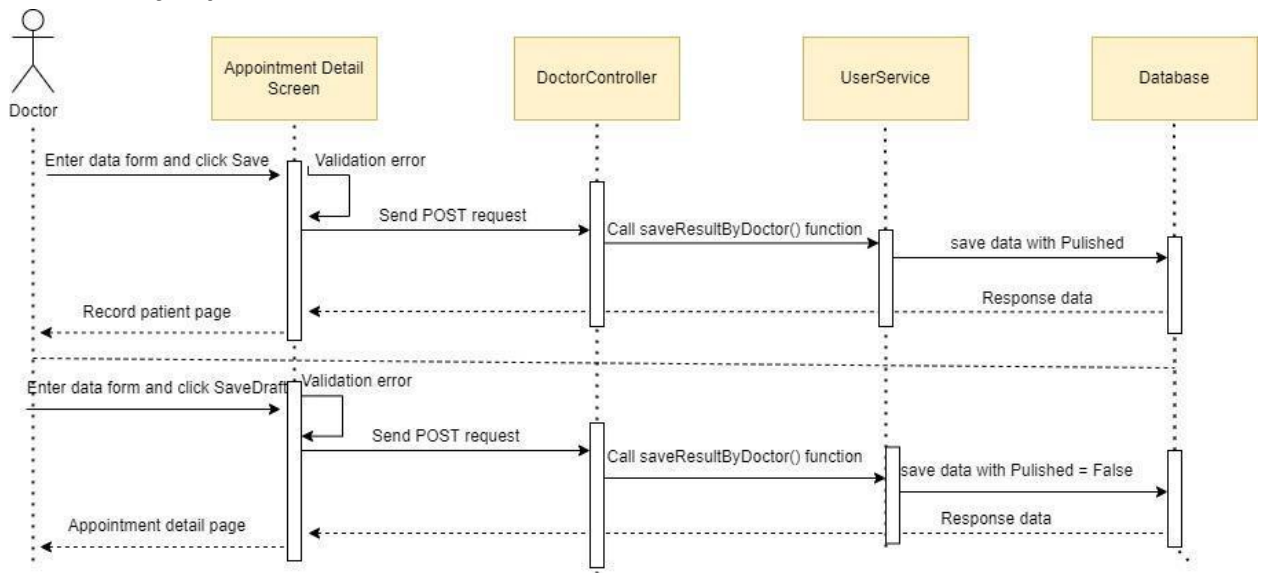 Doctor
Appointment Detail
Screen
DoctorController
UserService
Database
Enter data form and click Save
Validation error
Send POST request
Call saveResultByDoctor() function
save data with Pulished
Response data
Record patient page
Enter data form and click SaveDraft
Validation error
Send POST request
Call saveResultByDoctor() function
save data with Pulished = False
Response data
Appointment detail page